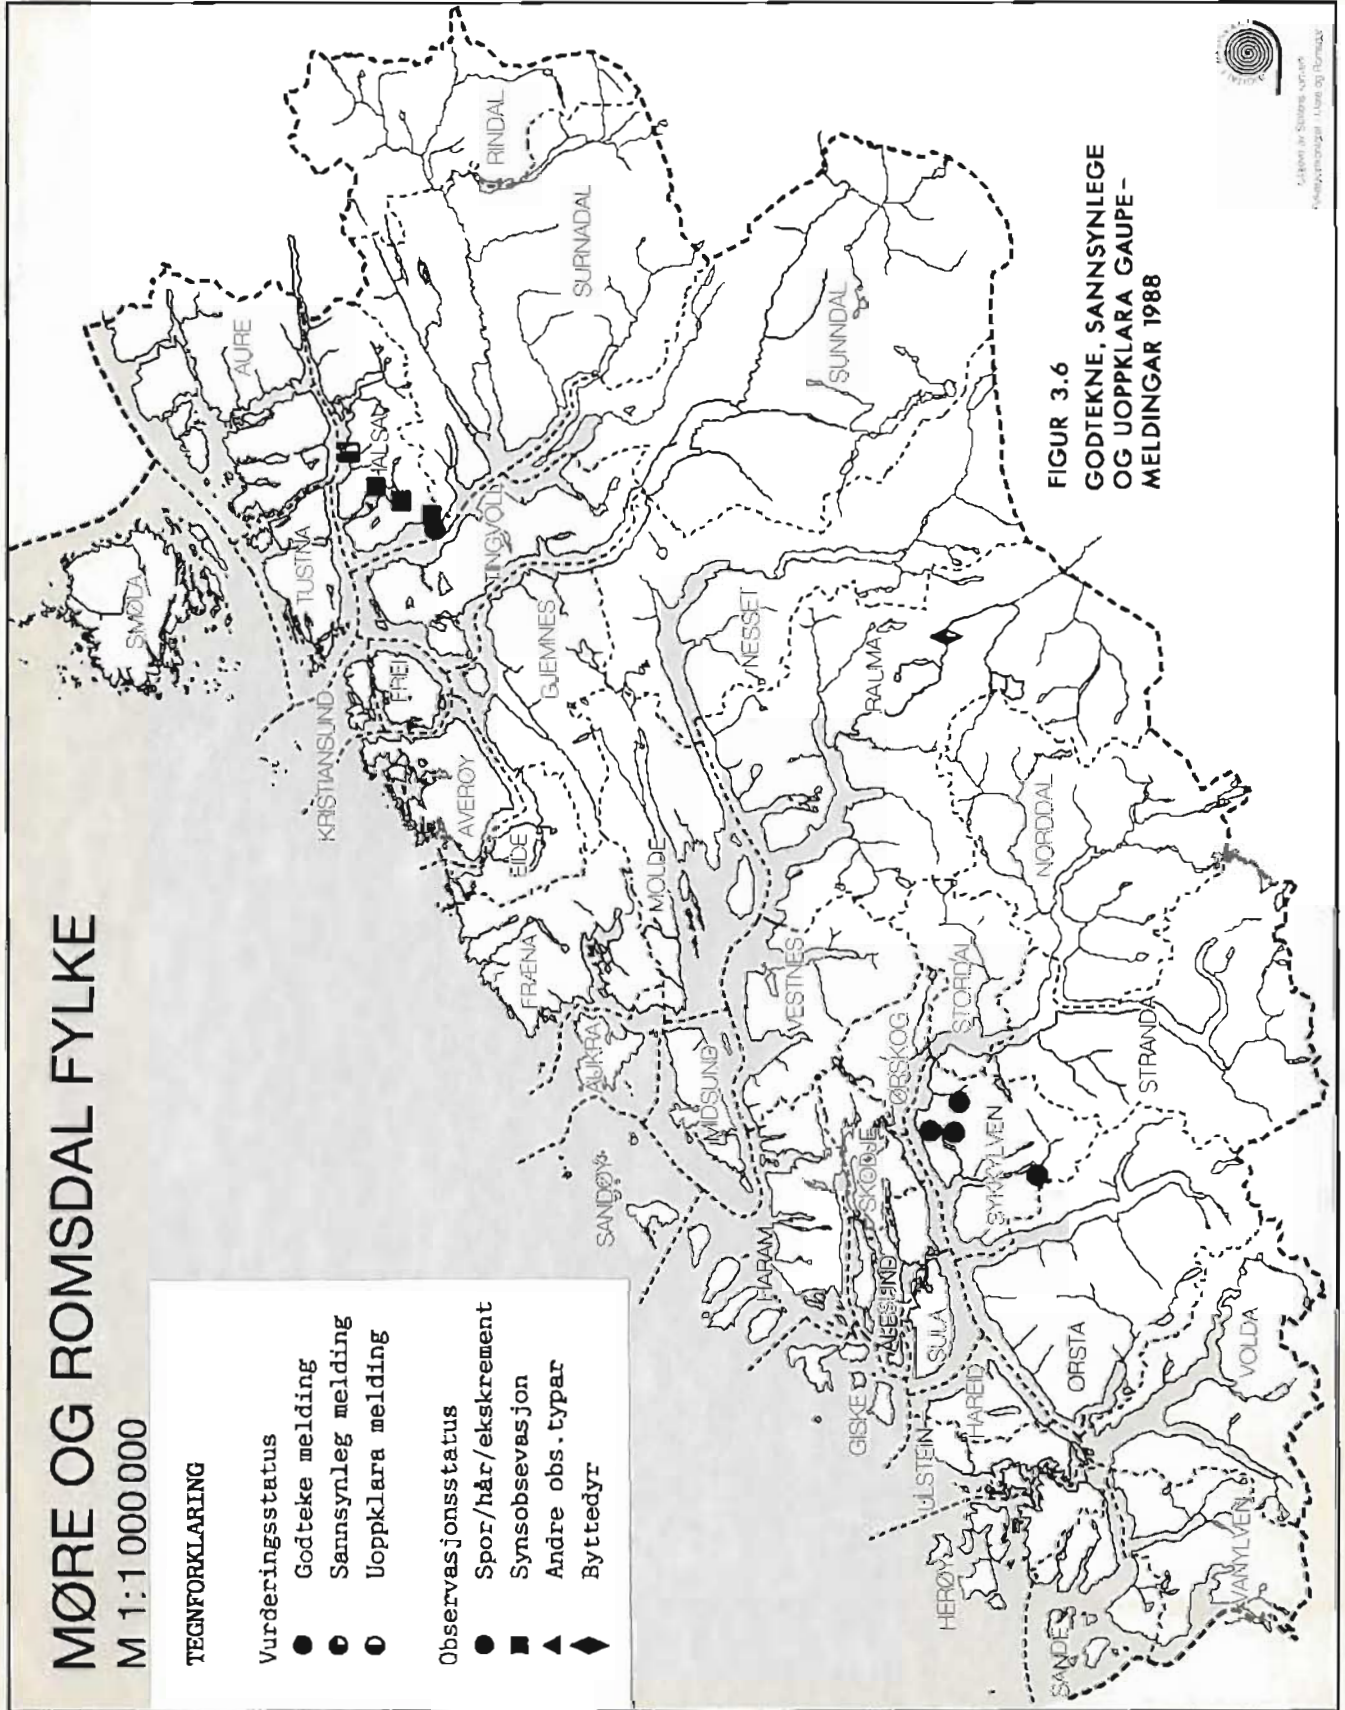 MØRE OG ROMSDAL FYLKE
M 1:1 000 000
TEGNFORKLARING
Vurderingsstatus
Godteke melding
Sannsynleg melding
Uoppklara melding
Observasjonsstatus
Spor/hår/ekskrement
Synsobsevasjon
Andre obs.typar
Byttedyr
SMØLA
AURE
RINDAL
TUSTNA
HALSA
SURNADAL
KRISTIANSUND
FREI
TINGVOLL
SUNNDAL
AVERØY
GJEMNES
EIDE
NESSET
FRÆNA
MOLDE
RAUMA
AUKRA
MIDSUND
VESTNES
SANDØY
NORDDAL
HARAM
SKODJE
ØRSKOG
STORDAL
STRANDA
GISKE
ÅLESUND
SULA
SYKKYLVEN
ULSTEIN
HAREID
ØRSTA
VOLDA
HERØY
SANDE
VANYLVEN
FIGUR 3.6
GODTEKNE, SANNSYNLEGE
OG UOPPKLARA GAUPE-
MELDINGAR 1988